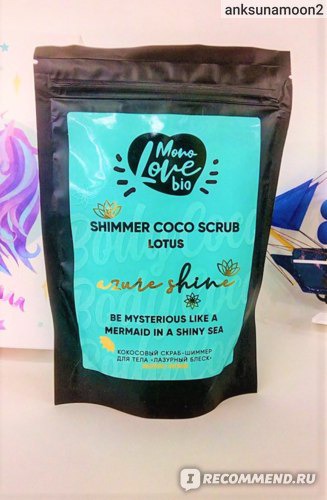 anksunamoon2
Mono
Love
bio
SHIMMER COCO SCRUB
LOTUS
azure shine
BE MYSTERIOUS LIKE A
MERMAID IN A SHINY SEA
КОКОСОВЫЙ СКРАБ-ШИММЕР
ДЛЯ ТЕЛА «ЛАЗУРНЫЙ БЛЕСК»
IRECOMMEND.RU